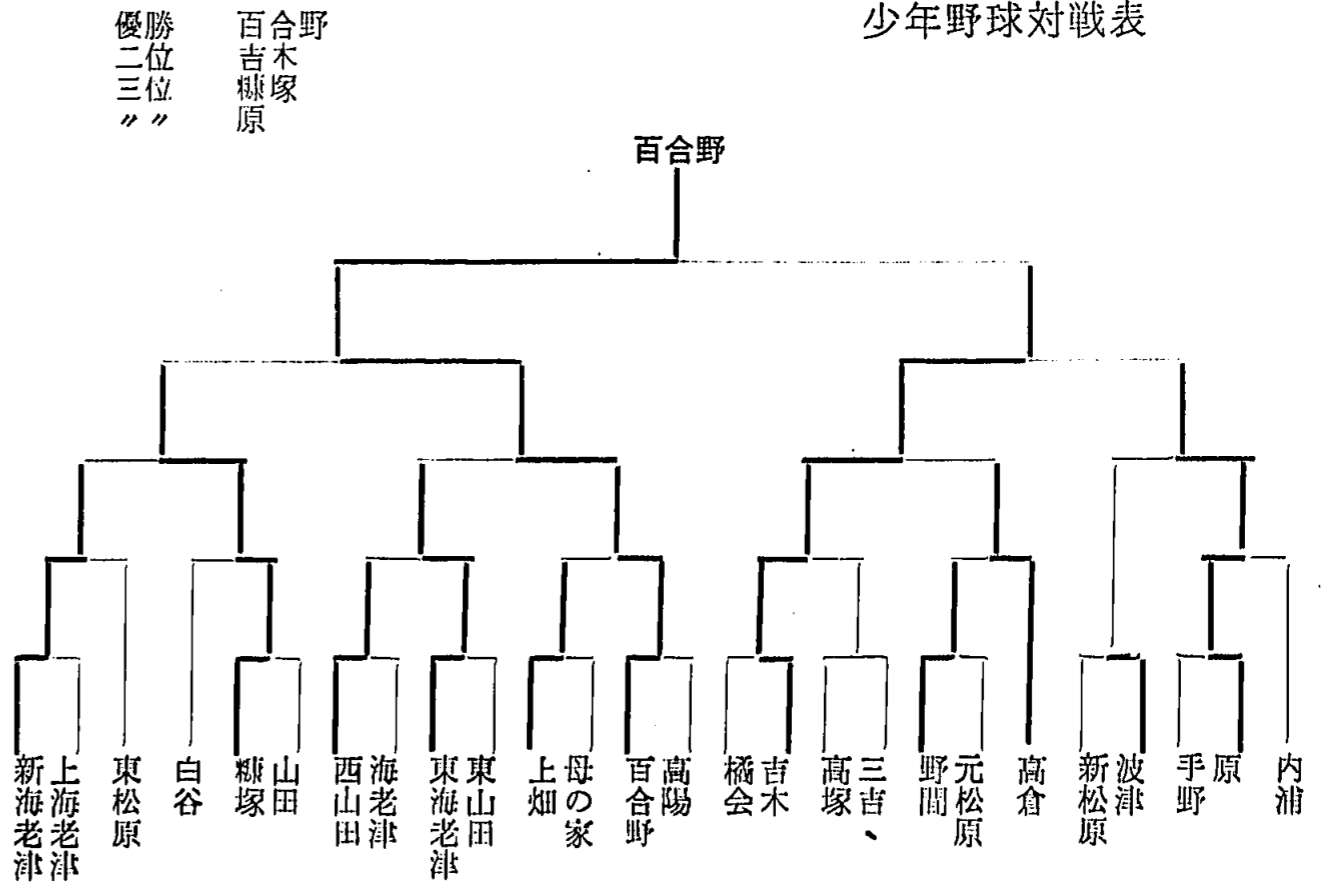 少年野球対戦表
優勝 百合野
二位 吉木
三位 糠塚
〃〃 原
百合野
新海老津
上海老津
東松原
白谷
糠塚
山田
西山田
海老津
東海老津
東山田
上畑
母の家
百合野
高陽
橘会
吉木
高塚
三吉、
野間
元松原
高倉
新松原
波津
手野
原
内浦